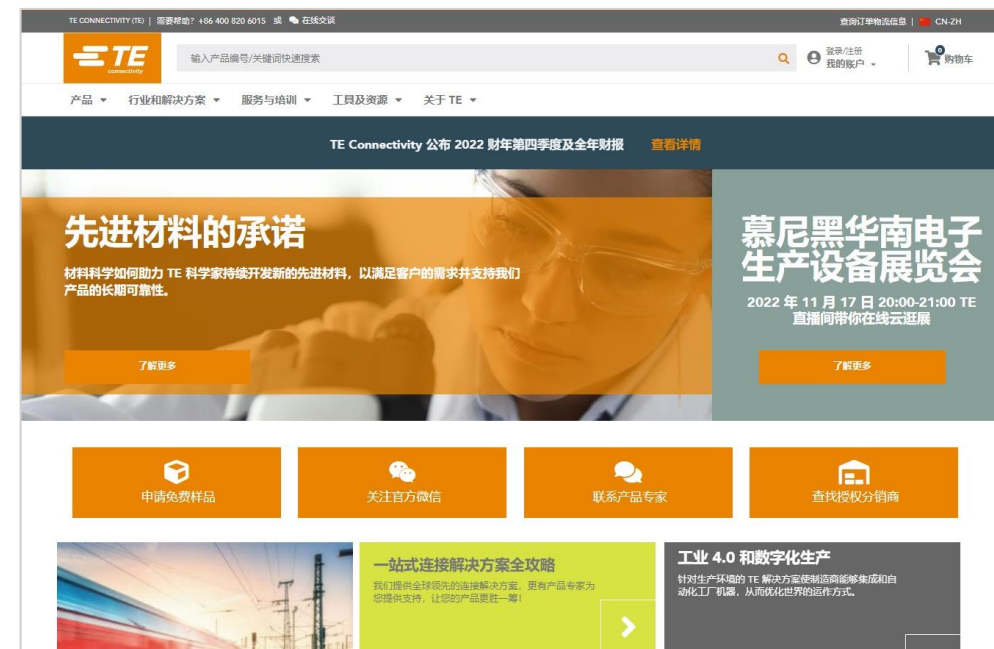 TE CONNECTIVITY (TE) | 需要帮助？ +86 400 820 6015 或 在线交谈
查询订单物流信息 | CN-ZH
TE
connectivity
输入产品编号/关键词快速搜索
登录/注册
我的账户
0
购物车
产品
行业和解决方案
服务与培训
工具及资源
关于 TE
TE Connectivity 公布 2022 财年第四季度及全年财报 查看详情
先进材料的承诺
材料科学如何助力 TE 科学家持续开发新的先进材料，以满足客户的需求并支持我们
产品的长期可靠性。
了解更多
慕尼黑华南电子
生产设备展览会
2022 年 11 月 17 日 20:00-21:00 TE
直播间带你在线云逛展
了解更多
申请免费样品
关注官方微信
联系产品专家
查找授权分销商
一站式连接解决方案全攻略
我们提供全球领先的连接解决方案，更有产品专家为
您提供支持，让您的产品更胜一筹！
工业 4.0 和数字化生产
针对生产环境的 TE 解决方案使制造商能够集成和自
动化工厂机器，从而优化世界的运作方式。